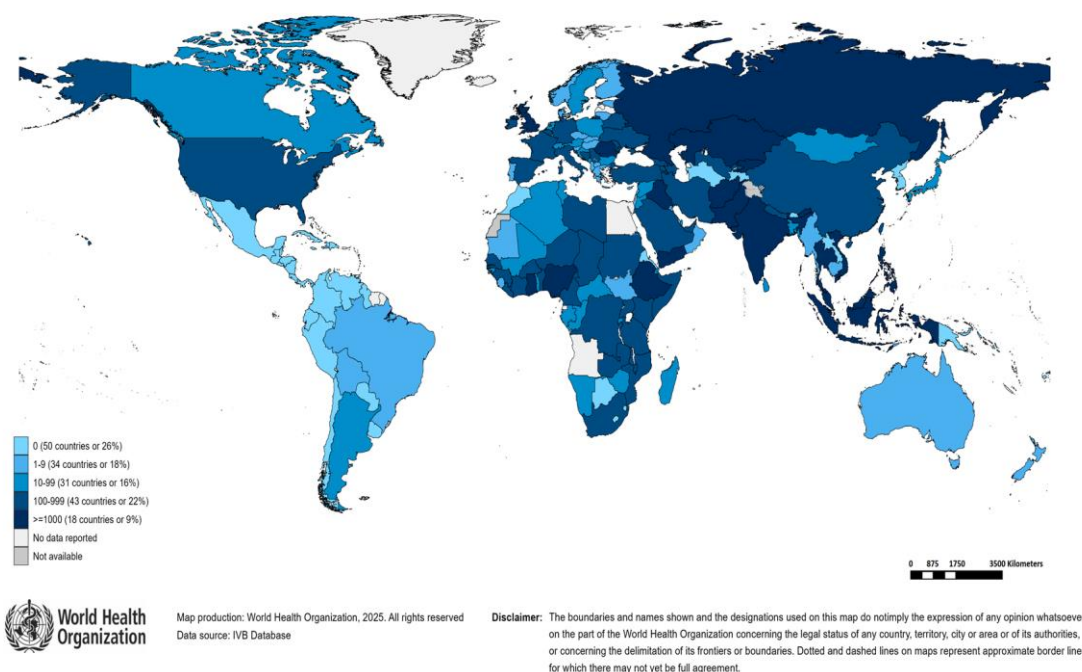 0 (50 countries or 26%)
1-9 (34 countries or 18%)
10-99 (31 countries or 16%)
100-999 (43 countries or 22%)
>=1000 (18 countries or 9%)
No data reported
Not available
0 875 1750 3500 Kilometers
World Health
Organization
Map production: World Health Organization, 2025. All rights reserved
Data source: IVB Database
Disclaimer: The boundaries and names shown and the designations used on this map do notimply the expression of any opinion whatsoeve
on the part of the World Health Organization concerning the legal status of any country, territory, city or area or of its authorities,
or concerning the delimitation of its frontiers or boundaries. Dotted and dashed lines on maps represent approximate border line
for which there may not yet be full agreement.